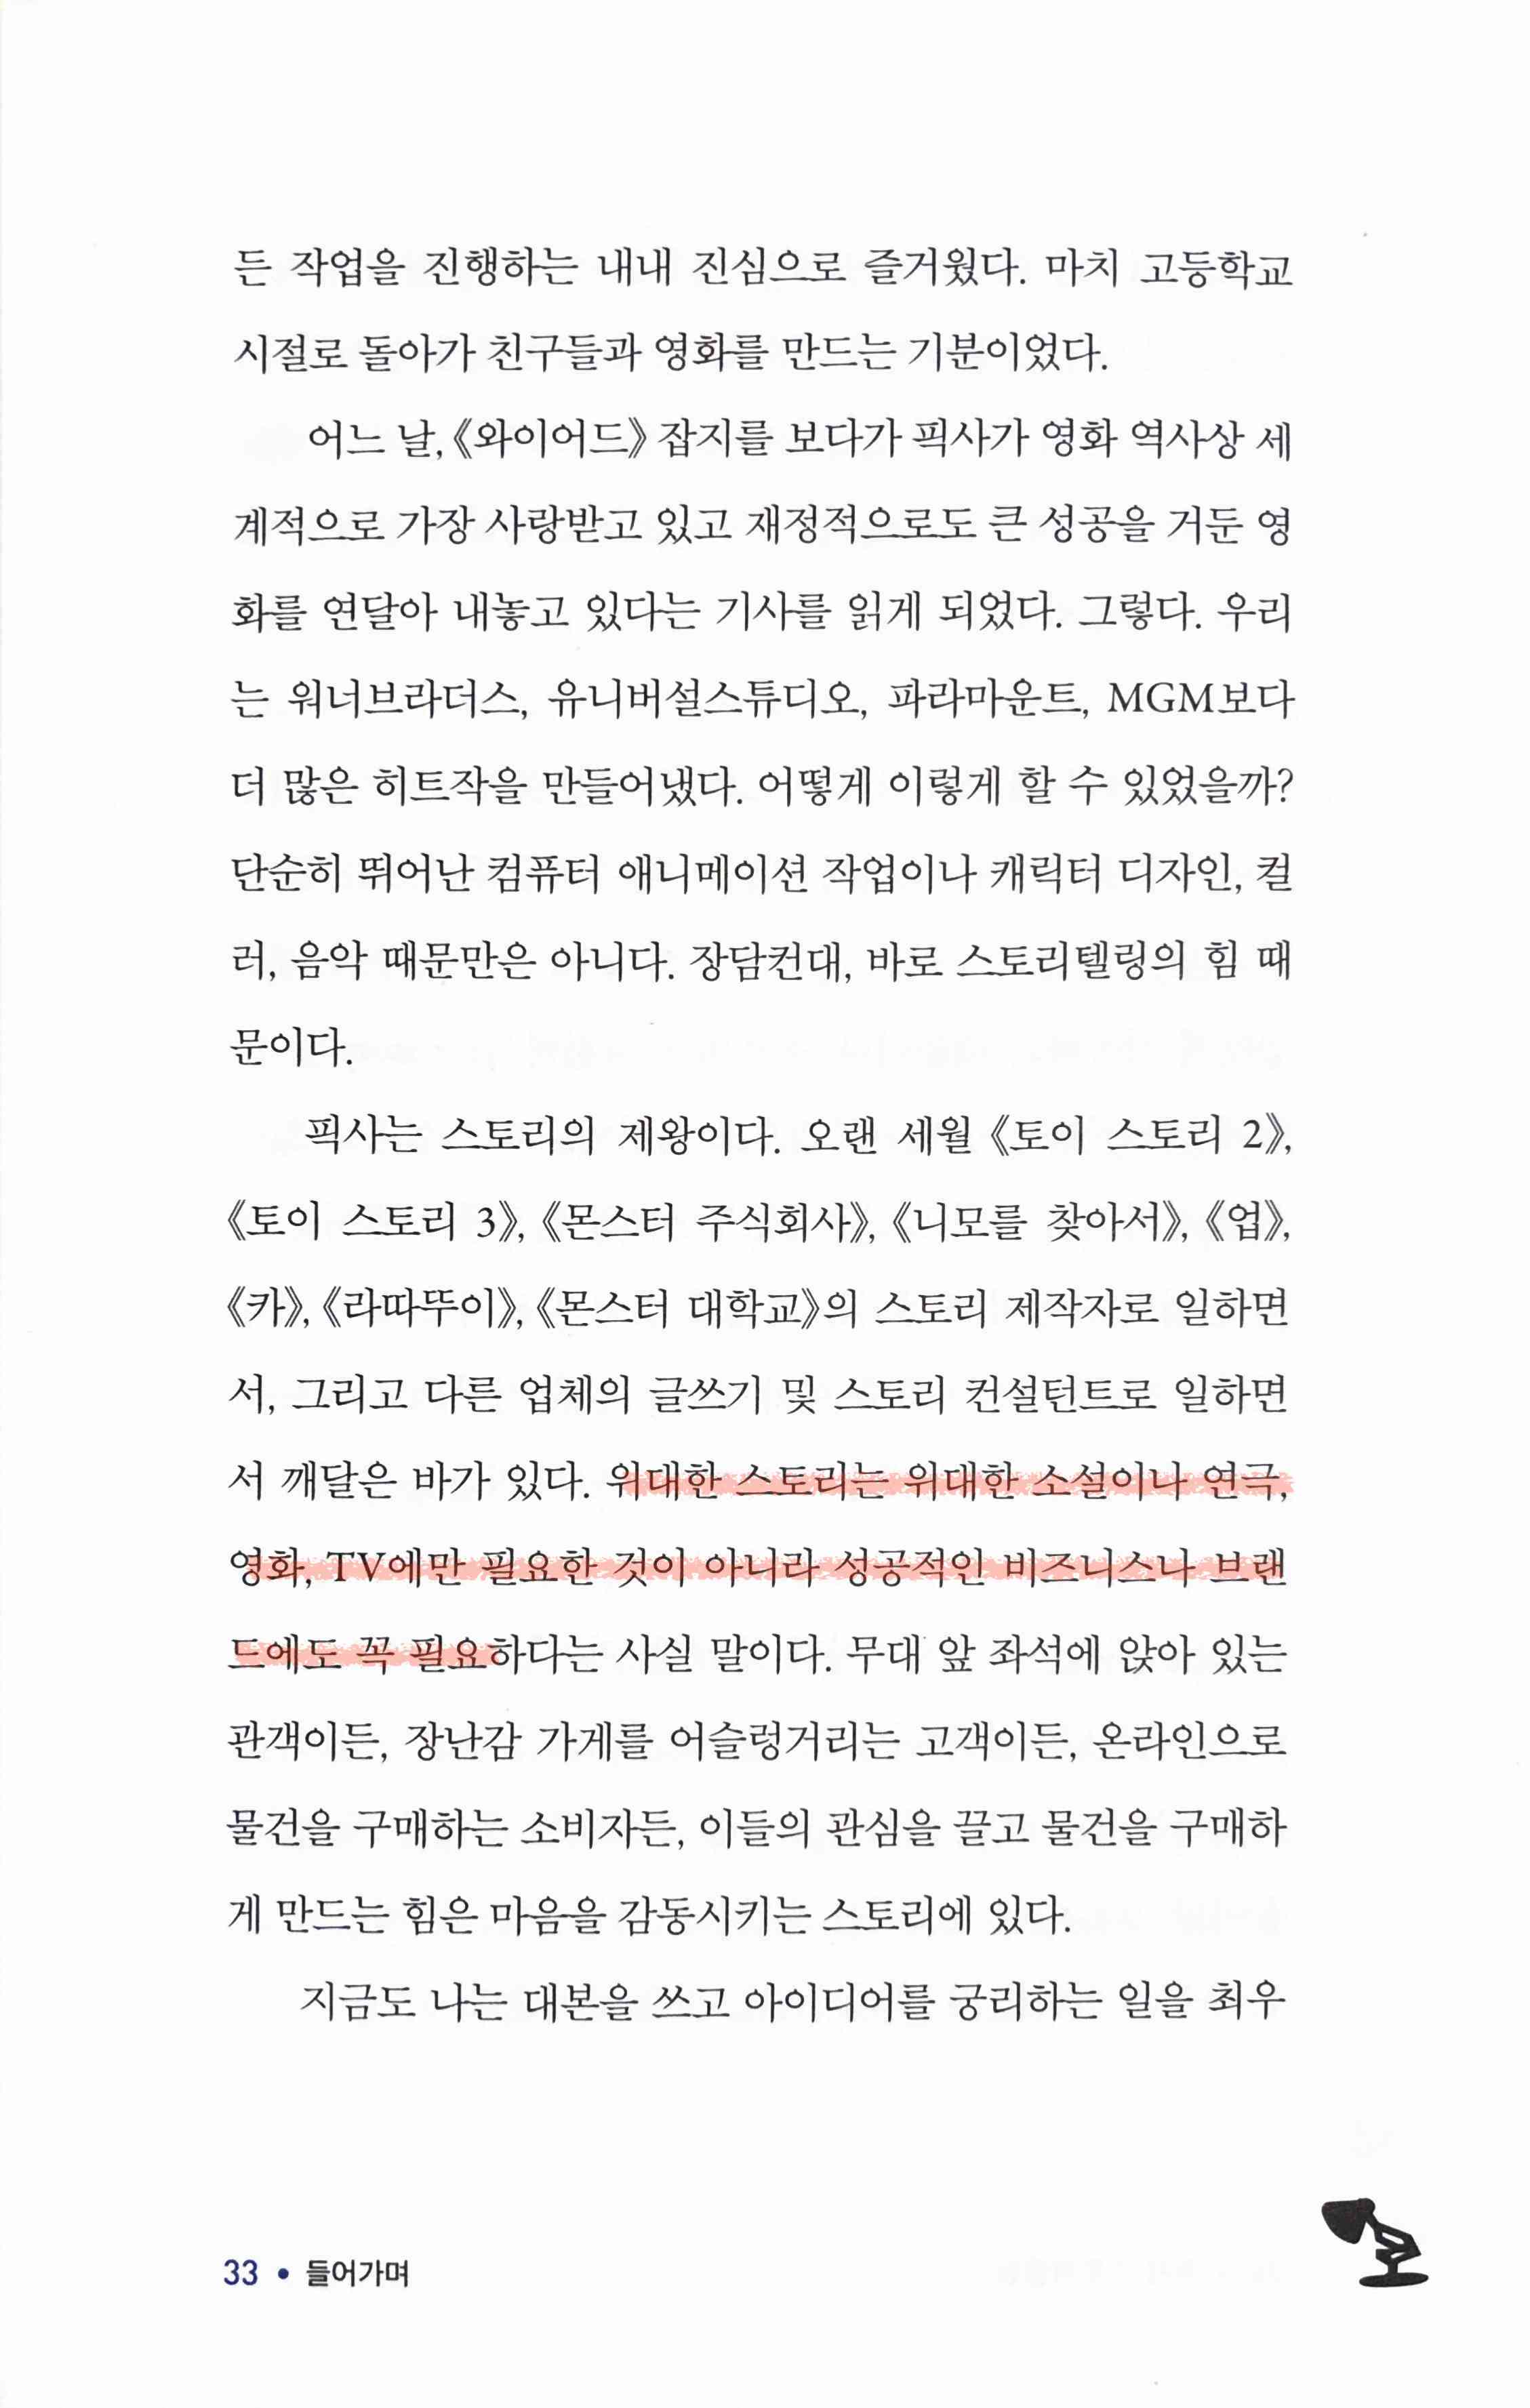 든 작업을 진행하는 내내 진심으로 즐거웠다. 마치 고등학교
시절로 돌아가 친구들과 영화를 만드는 기분이었다.
어느 날, 《와이어드》 잡지를 보다가 픽사가 영화 역사상 세
계적으로 가장 사랑받고 있고 재정적으로도 큰 성공을 거둔 영
화를 연달아 내놓고 있다는 기사를 읽게 되었다. 그렇다. 우리
는 워너브라더스, 유니버설스튜디오, 파라마운트, MGM보다
더 많은 히트작을 만들어냈다. 어떻게 이렇게 할 수 있었을까?
단순히 뛰어난 컴퓨터 애니메이션 작업이나 캐릭터 디자인, 컬
러, 음악 때문만은 아니다. 장담컨대, 바로 스토리텔링의 힘 때
문이다.
픽사는 스토리의 제왕이다. 오랜 세월 《토이 스토리 2》,
《토이 스토리 3》, 《몬스터 주식회사》, 《니모를 찾아서》, 《업》,
《카》, 《라따뚜이》, 《몬스터 대학교》의 스토리 제작자로 일하면
서, 그리고 다른 업체의 글쓰기 및 스토리 컨설턴트로 일하면
서 깨달은 바가 있다. 위대한 스토리는 위대한 소설이나 연극,
영화, TV에만 필요한 것이 아니라 성공적인 비즈니스나 브랜
드에도 꼭 필요하다는 사실 말이다. 무대 앞 좌석에 앉아 있는
관객이든, 장난감 가게를 어슬렁거리는 고객이든, 온라인으로
물건을 구매하는 소비자든, 이들의 관심을 끌고 물건을 구매하
게 만드는 힘은 마음을 감동시키는 스토리에 있다.
지금도 나는 대본을 쓰고 아이디어를 궁리하는 일을 최우
33 • 들어가며